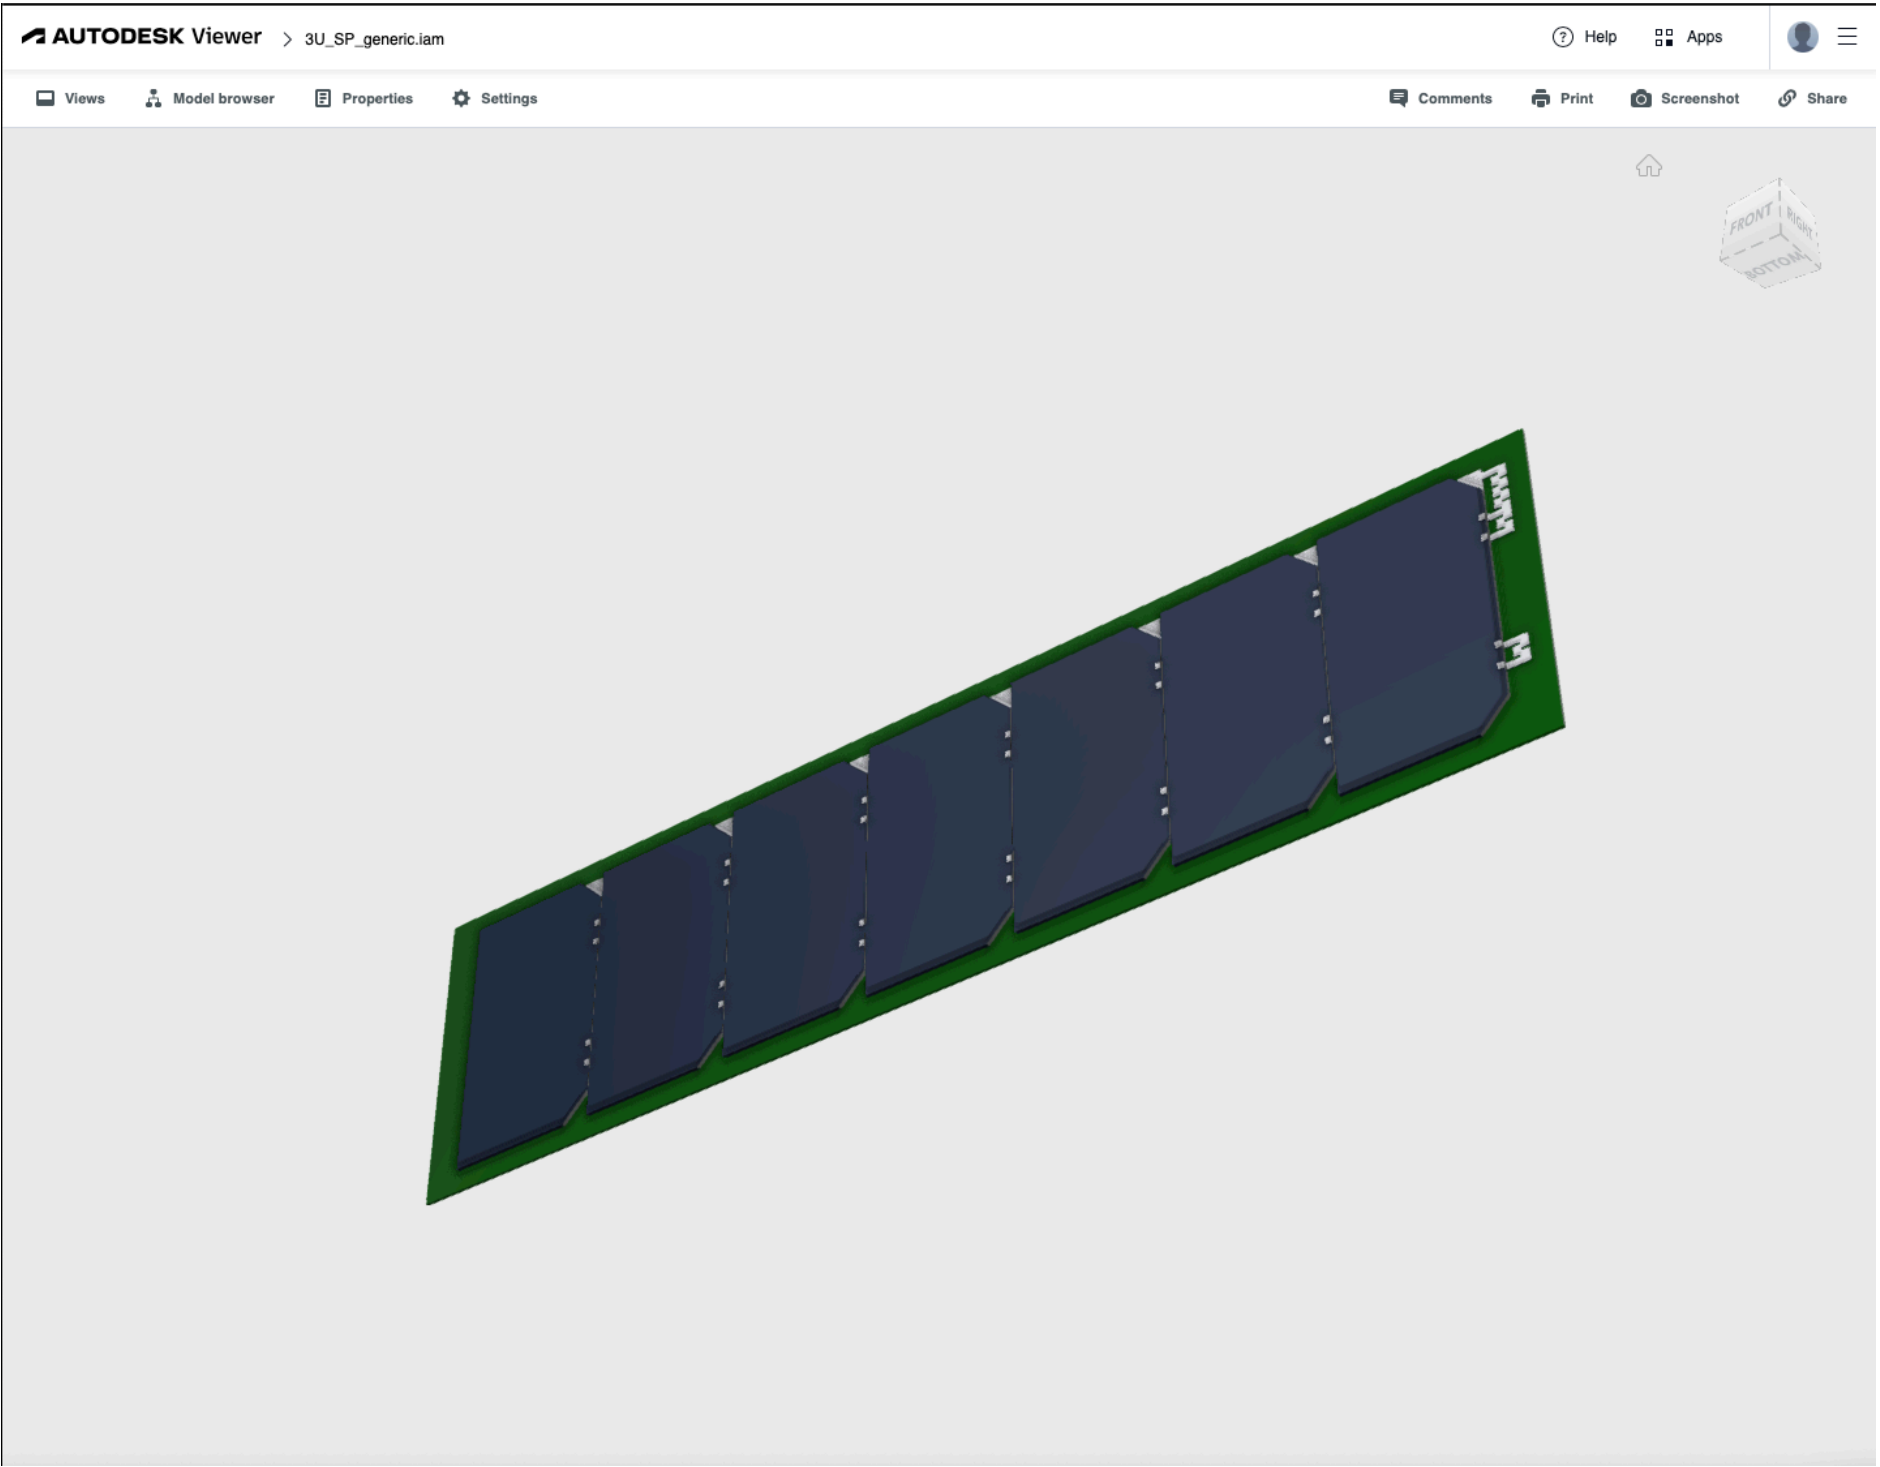 AUTODESK Viewer > 3U_SP_generic.iam
Help Apps
Views Model browser Properties Settings
Comments Print Screenshot Share
FRONT RIGHT
BOTTOM